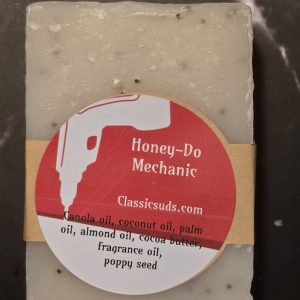 Honey-Do
Mechanic
Classicsuds.com
Canola oil, coconut oil, palm
oil, almond oil, cocoa butter,
fragrance oil,
poppy seed